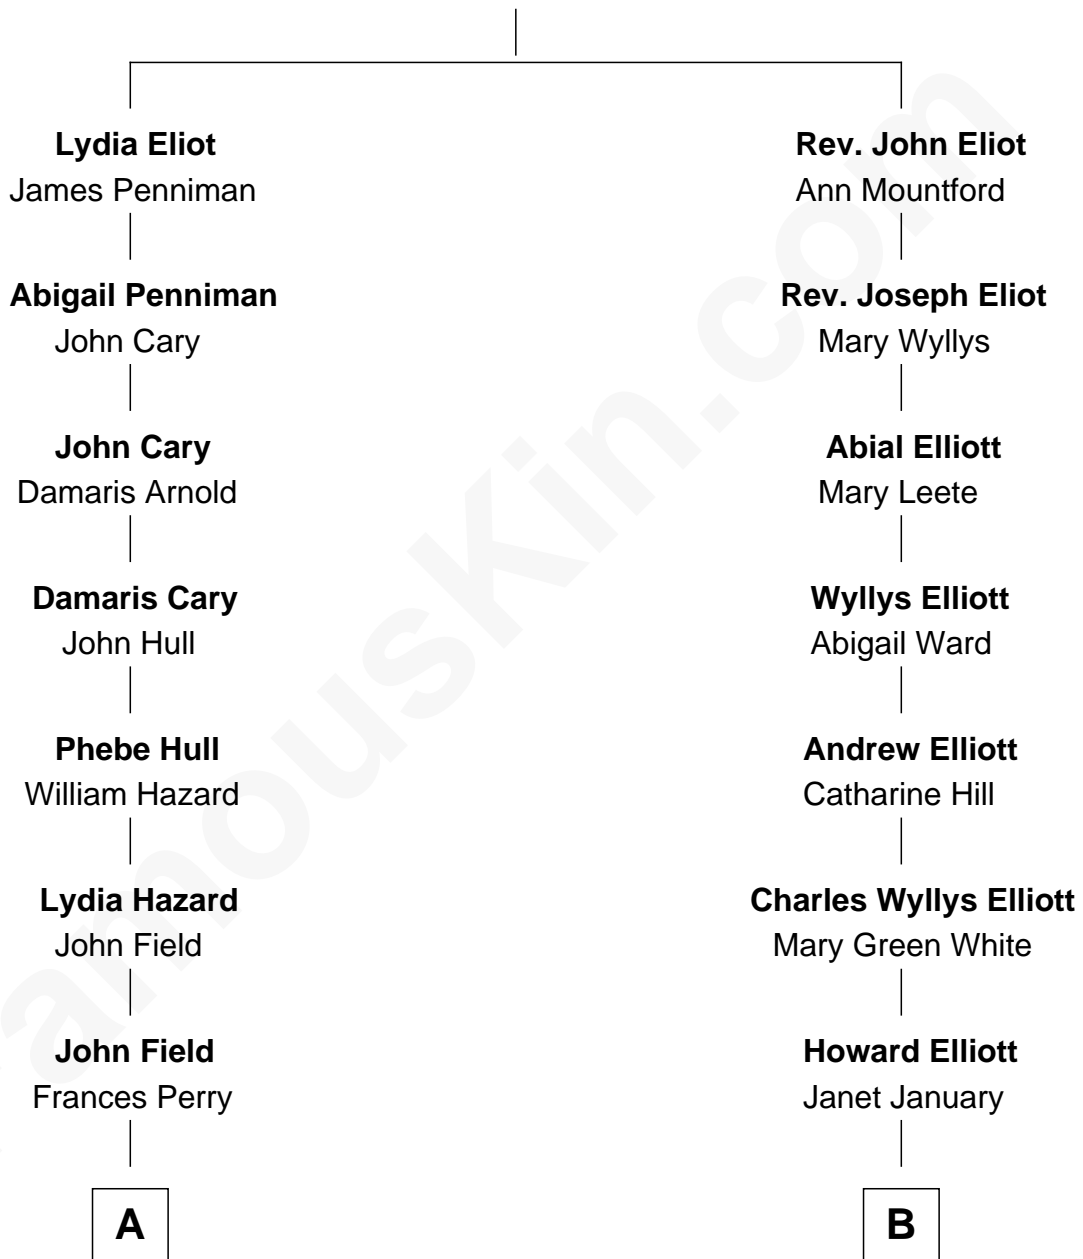 Lydia Eliot
James Penniman
Abigail Penniman
John Cary
John Cary
Damaris Arnold
Damaris Cary
John Hull
Phebe Hull
William Hazard
Lydia Hazard
John Field
John Field
Frances Perry
A
Rev. John Eliot
Ann Mountford
Rev. Joseph Eliot
Mary Wyllys
Abial Elliott
Mary Leete
Wyllys Elliott
Abigail Ward
Andrew Elliott
Catharine Hill
Charles Wyllys Elliott
Mary Green White
Howard Elliott
Janet January
B
amousKin.com